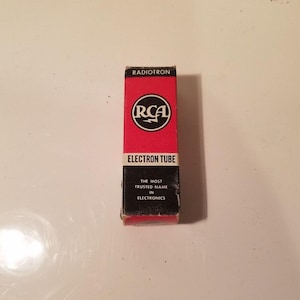 RADIOTRON
RCA
ELECTRON TUBE
THE MOST
TRUSTED NAME
IN
ELECTRONICS